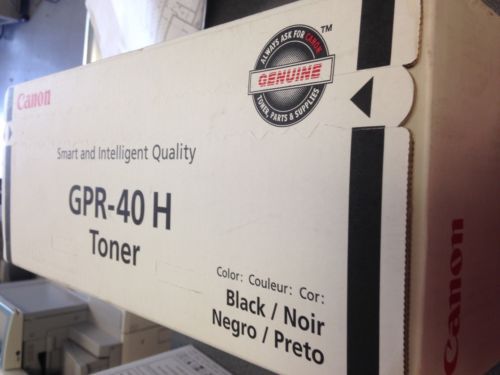 Canon
ALWAYS ASK FOR CANON
GENUINE
TONER, PARTS & SUPPLIES
TM
Smart and Intelligent Quality
GPR-40 H
Toner
Color: Couleur: Cor:
Black / Noir
Negro / Preto
Canon